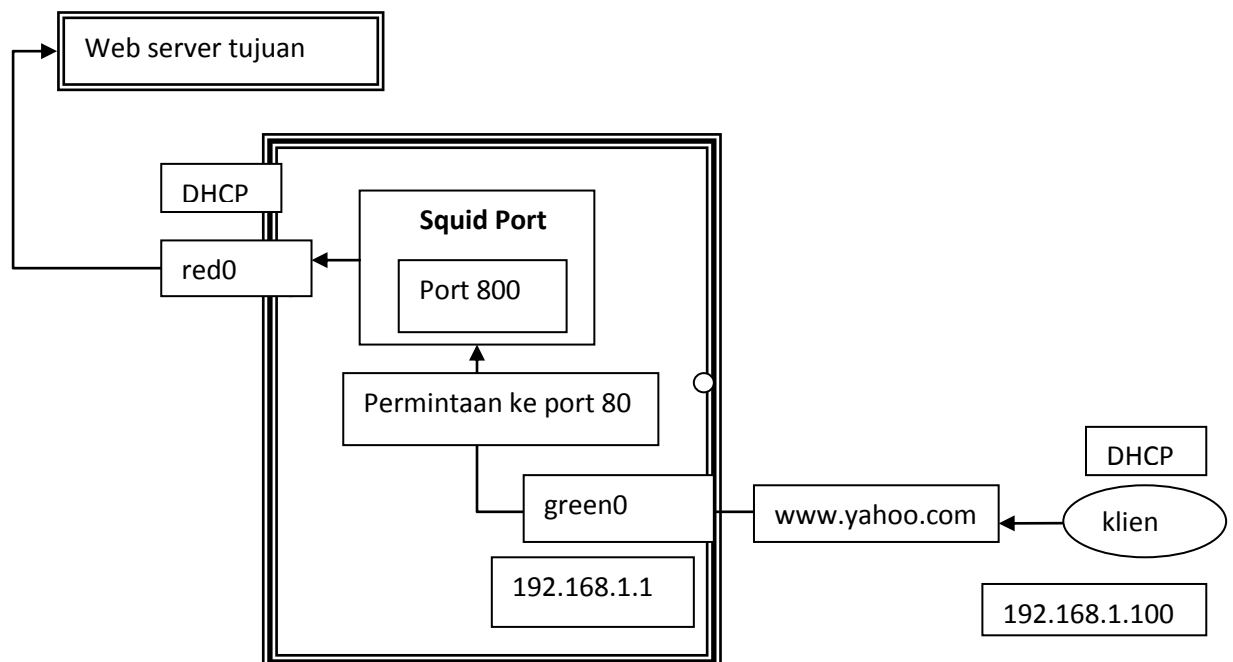 Web server tujuan
DHCP
Squid Port
red0
Port 800
Permintaan ke port 80
DHCP
green0
www.yahoo.com
klien
192.168.1.1
192.168.1.100